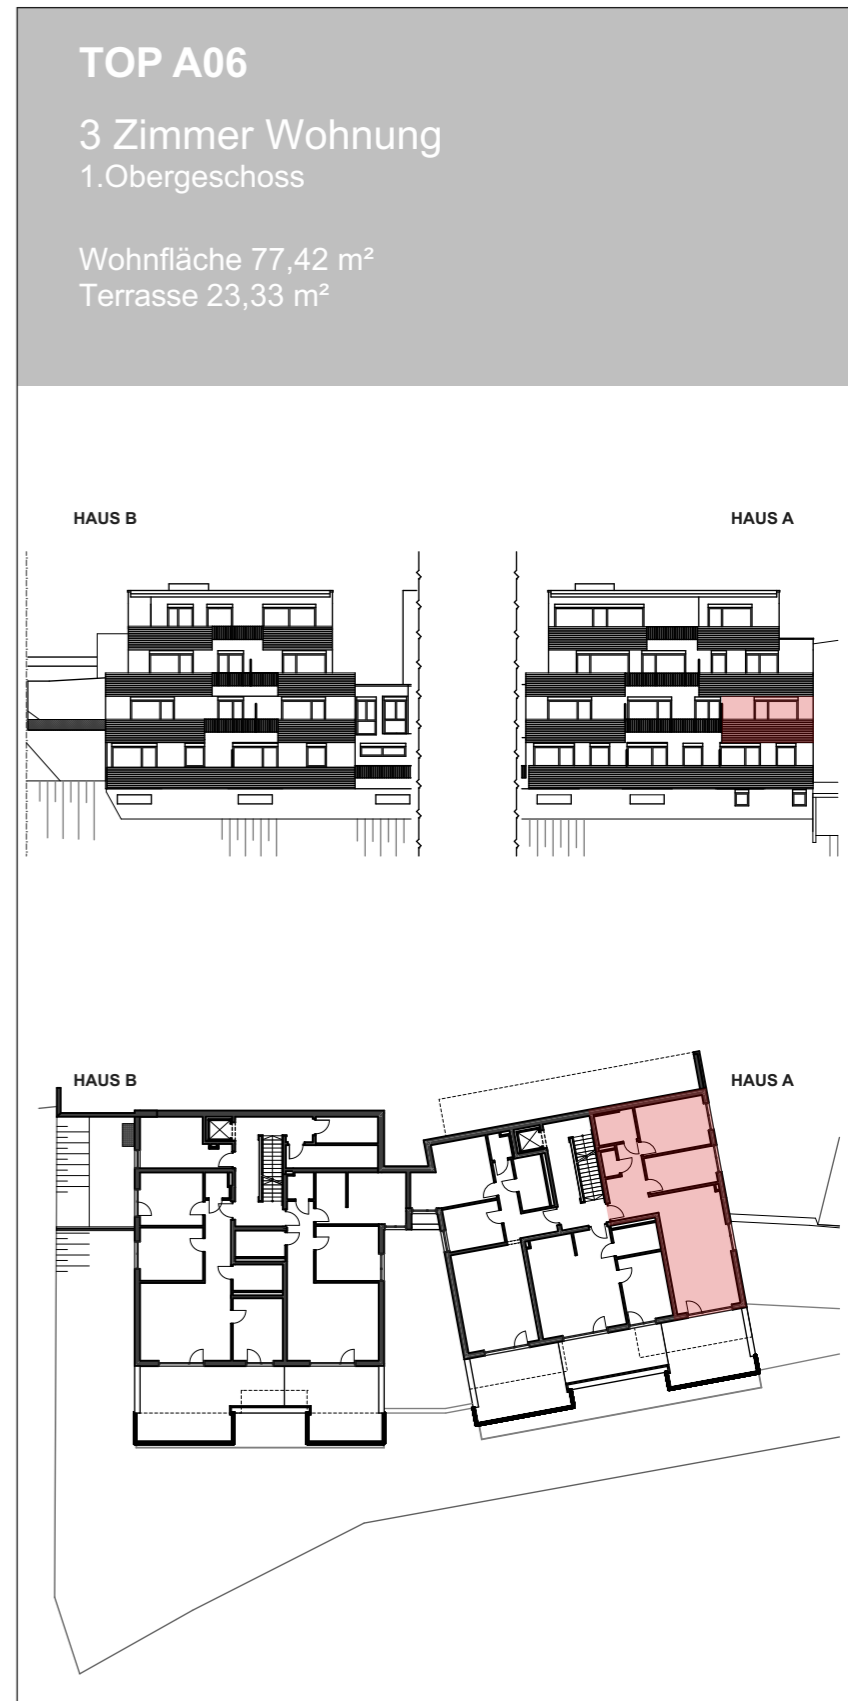 TOP A06
3 Zimmer Wohnung
1.Obergeschoss
Wohnfläche 77,42 m²
Terrasse 23,33 m²
HAUS B
HAUS A
HAUS B
HAUS A